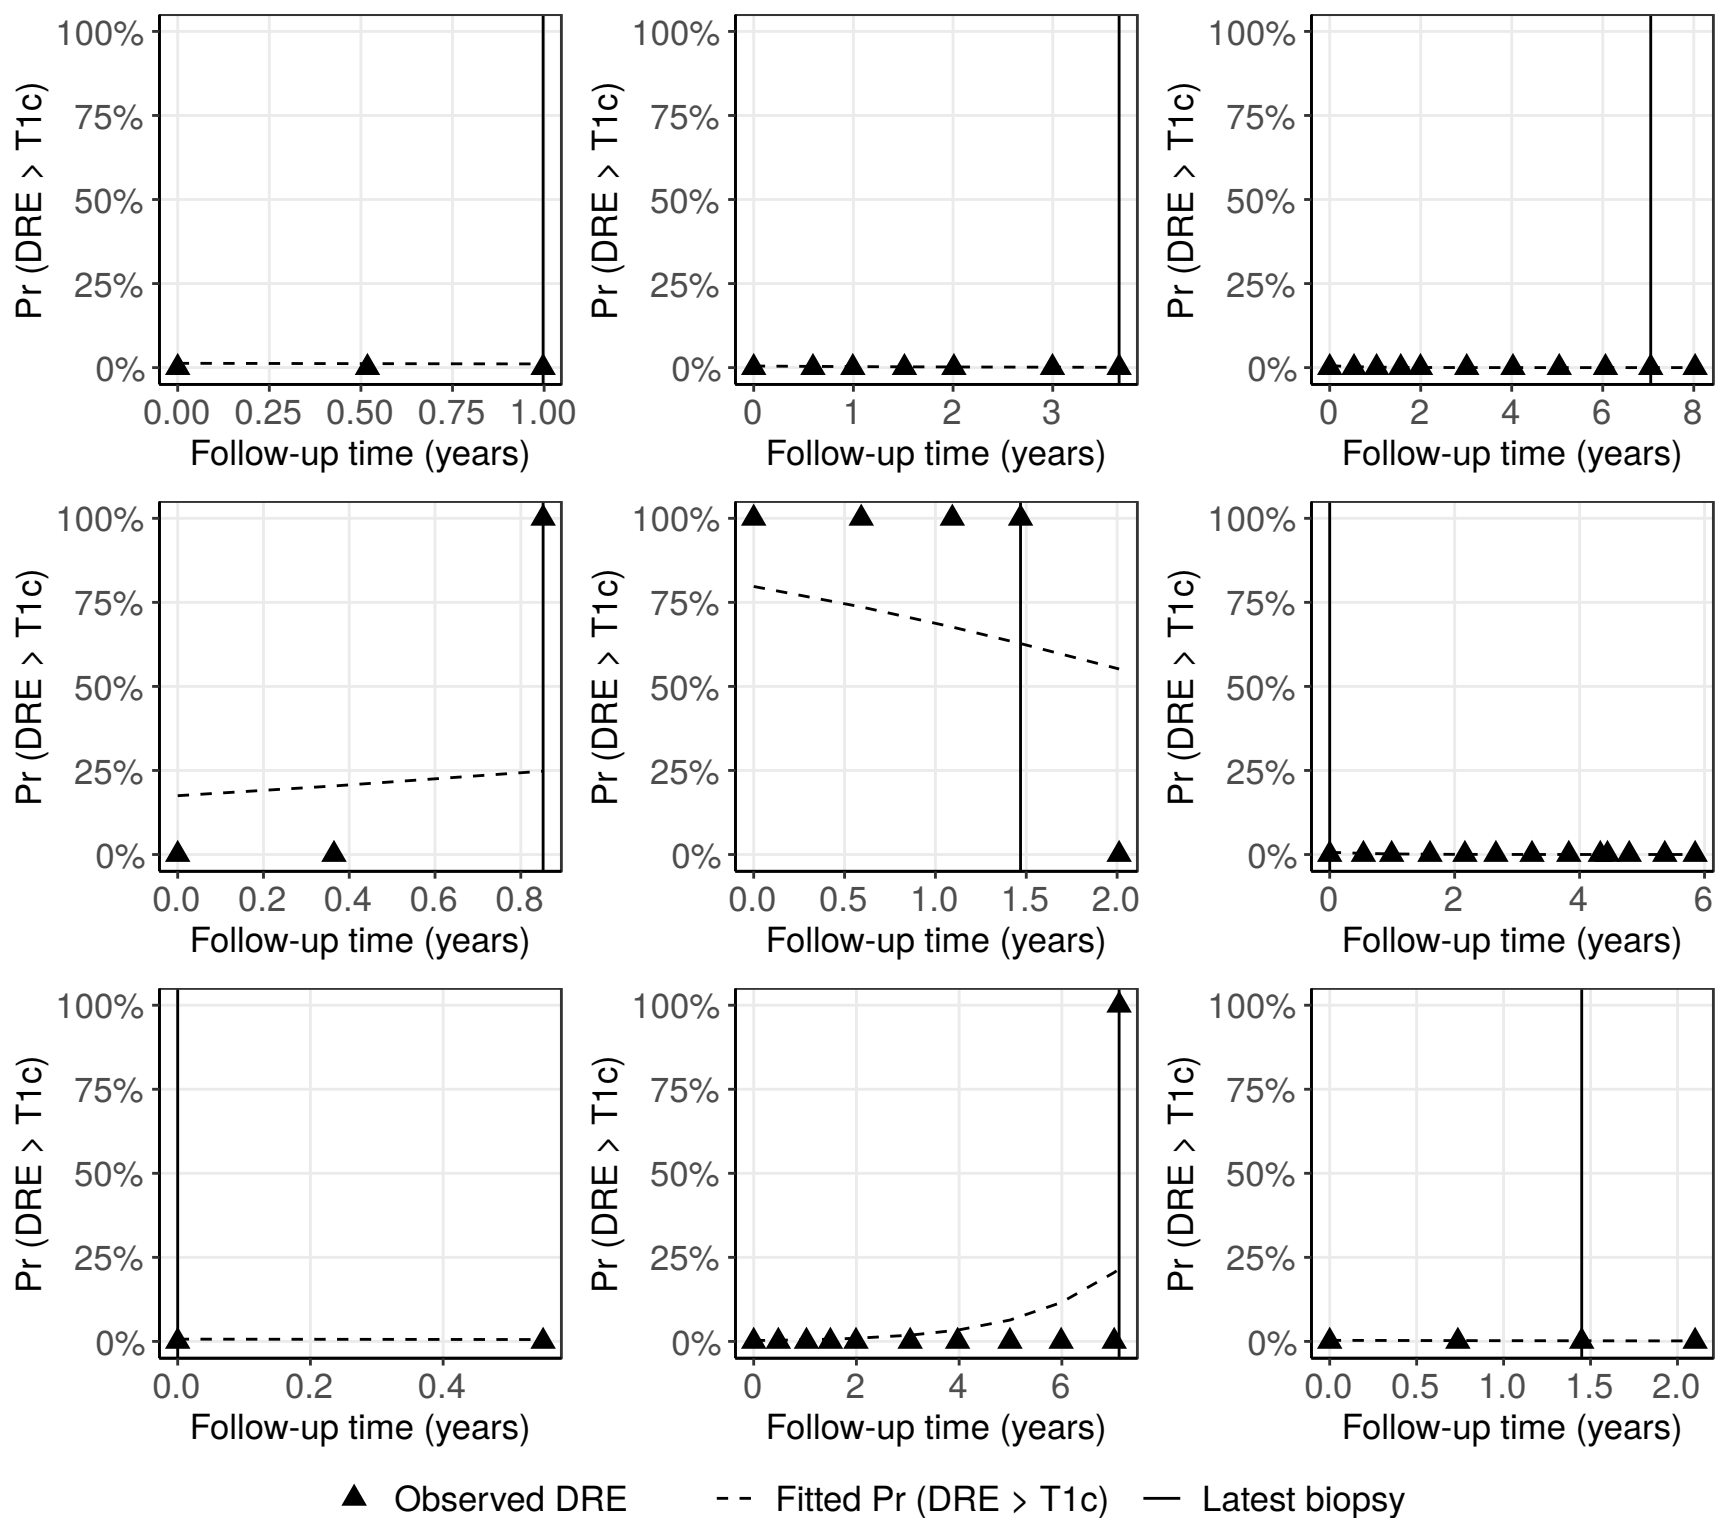 100%
75%
50%
25%
0%
Pr (DRE > T1c)
0.00 0.25 0.50 0.75 1.00
Follow-up time (years)
100%
75%
50%
25%
0%
Pr (DRE > T1c)
0 1 2 3
Follow-up time (years)
100%
75%
50%
25%
0%
Pr (DRE > T1c)
0 2 4 6 8
Follow-up time (years)
100%
75%
50%
25%
0%
Pr (DRE > T1c)
0.0 0.2 0.4 0.6 0.8
Follow-up time (years)
100%
75%
50%
25%
0%
Pr (DRE > T1c)
0.0 0.5 1.0 1.5 2.0
Follow-up time (years)
100%
75%
50%
25%
0%
Pr (DRE > T1c)
0 2 4 6
Follow-up time (years)
100%
75%
50%
25%
0%
Pr (DRE > T1c)
0.0 0.2 0.4
Follow-up time (years)
100%
75%
50%
25%
0%
Pr (DRE > T1c)
0 2 4 6
Follow-up time (years)
100%
75%
50%
25%
0%
Pr (DRE > T1c)
0.0 0.5 1.0 1.5 2.0
Follow-up time (years)
Observed DRE Fitted Pr (DRE > T1c) Latest biopsy